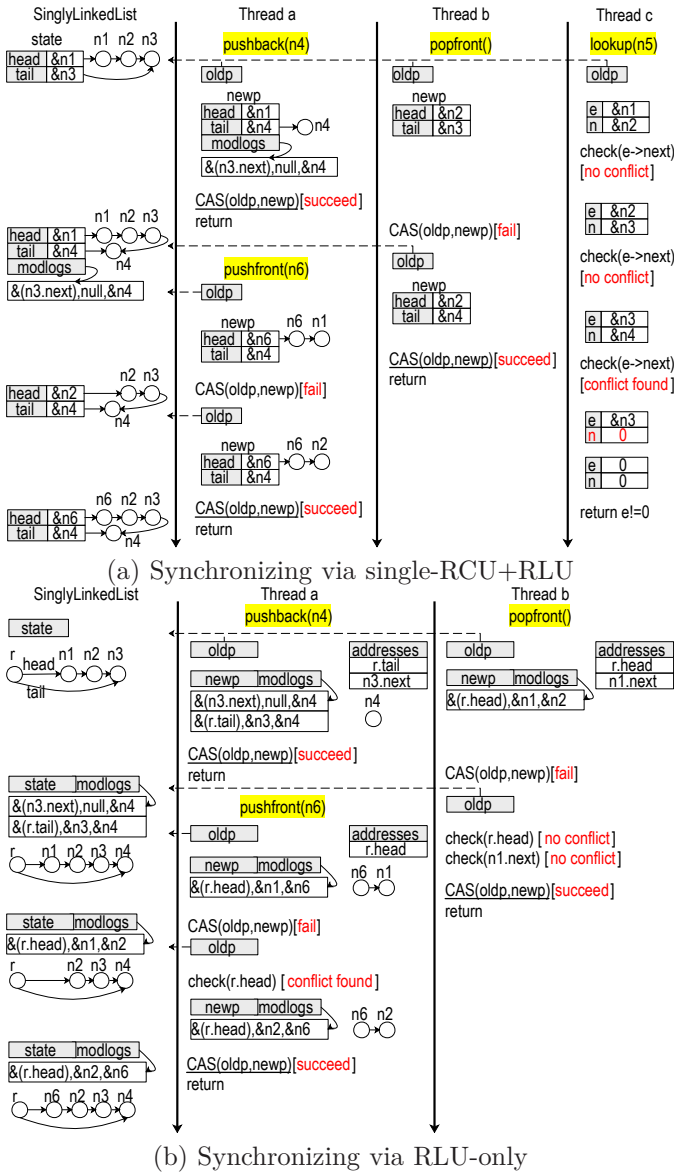 SinglyLinkedList Thread a Thread b Thread c
state n1 n2 n3 pushback(n4) popfront() lookup(n5)
head &n1 oldp oldp oldp
tail &n3
newp newp
head &n1 head &n2 e &n1
tail &n4 n4 tail &n3 n &n2
modlogs
&(n3.next),null,&n4
check(e->next)
[no conflict]
CAS(oldp,newp)[succeed]
return
e &n2
n &n3
n1 n2 n3
head &n1
tail &n4 n4
modlogs
&(n3.next),null,&n4
CAS(oldp,newp)[fail]
oldp
check(e->next)
[no conflict]
pushfront(n6)
oldp
newp
head &n2
tail &n4
e &n3
n &n4
newp n6 n1
head &n6
tail &n4
CAS(oldp,newp)[succeed]
return
check(e->next)
[conflict found]
n2 n3
head &n2
tail &n4 n4
CAS(oldp,newp)[fail]
oldp
e &n3
n 0
newp n6 n2
head &n6
tail &n4
e 0
n 0
n6 n2 n3
head &n6
tail &n4 n4
CAS(oldp,newp)[succeed]
return
return e!=0
(a) Synchronizing via single-RCU+RLU
SinglyLinkedList Thread a Thread b
pushback(n4) popfront()
state
oldp addresses oldp addresses
r.tail r.head
n3.next n1.next
r head n1 n2 n3
tail
newp modlogs
&(n3.next),null,&n4
&(r.tail),&n3,&n4
n4
newp modlogs
&(r.head),&n1,&n2
CAS(oldp,newp)[succeed]
return
CAS(oldp,newp)[fail]
oldp
state modlogs
&(n3.next),null,&n4
&(r.tail),&n3,&n4
r n1 n2 n3 n4
pushfront(n6)
oldp addresses
r.head
check(r.head) [no conflict]
check(n1.next) [no conflict]
newp modlogs
&(r.head),&n1,&n6
n6 n1
CAS(oldp,newp)[succeed]
return
state modlogs
&(r.head),&n1,&n2
r n2 n3 n4
CAS(oldp,newp)[fail]
oldp
check(r.head) [conflict found]
newp modlogs
&(r.head),&n2,&n6
n6 n2
state modlogs
&(r.head),&n2,&n6
r n6 n2 n3 n4
CAS(oldp,newp)[succeed]
return
(b) Synchronizing via RLU-only